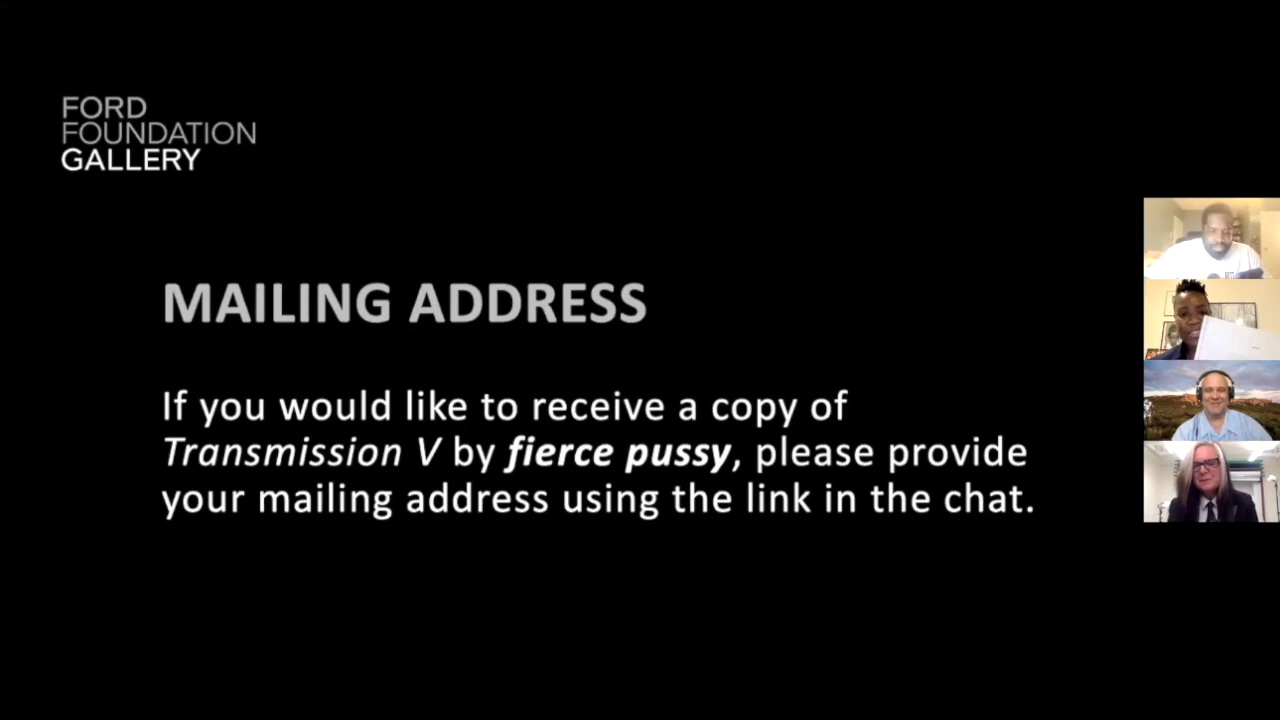 FORD
FOUNDATION
GALLERY
MAILING ADDRESS
If you would like to receive a copy of
Transmission V by fierce pussy, please provide
your mailing address using the link in the chat.